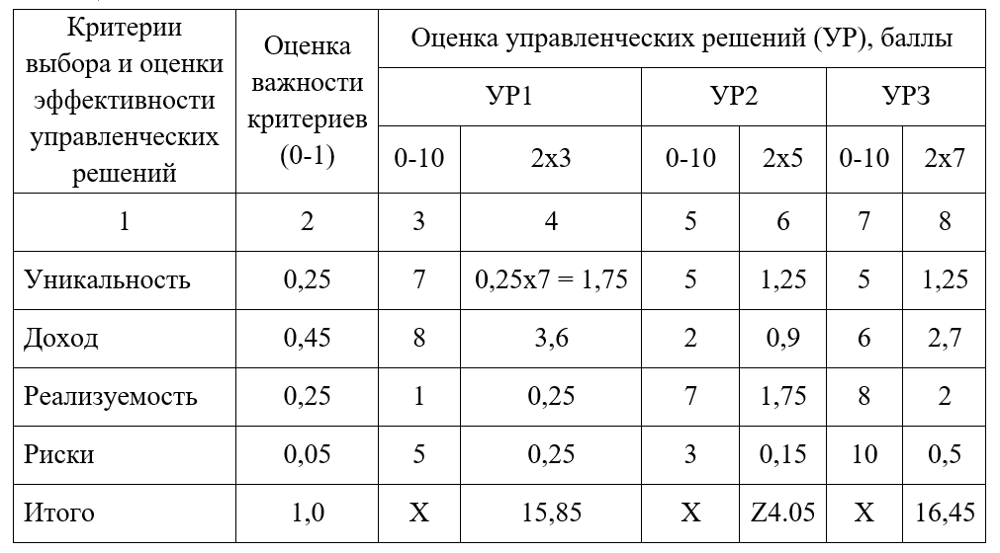 Критерии
выбора и оценки
эффективности
управленческих
решений
Оценка
важности
критериев
(0-1)
Оценка управленческих решений (УР), баллы
УР1 УР2 УР3
0-10 2x3 0-10 2x5 0-10 2x7
1 2 3 4 5 6 7 8
Уникальность 0,25 7 0,25x7 = 1,75 5 1,25 5 1,25
Доход 0,45 8 3,6 2 0,9 6 2,7
Реализуемость 0,25 1 0,25 7 1,75 8 2
Риски 0,05 5 0,25 3 0,15 10 0,5
Итого 1,0 X 15,85 X Z4.05 X 16,45